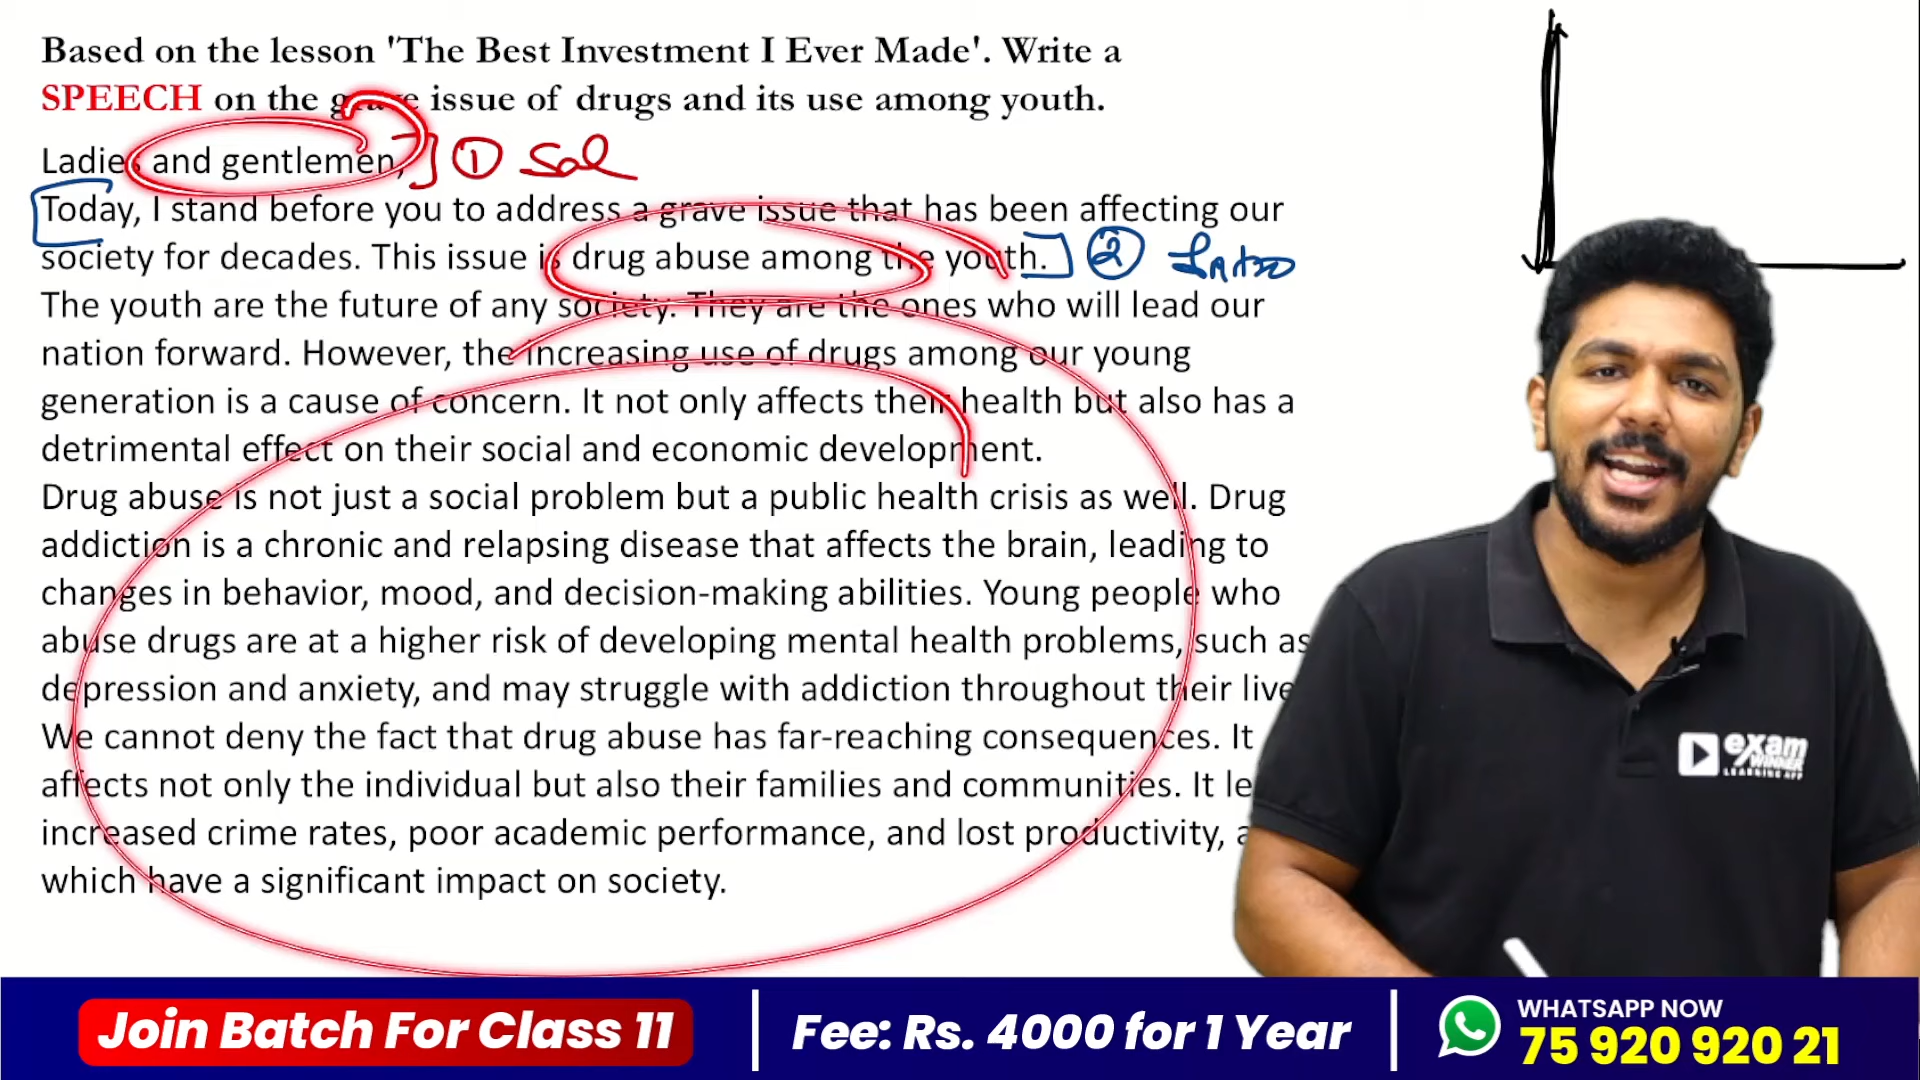 Based on the lesson 'The Best Investment I Ever Made'. Write a
SPEECH on the grave issue of drugs and its use among youth.
Ladies and gentlemen, ① Sal
Today, I stand before you to address a grave issue that has been affecting our
society for decades. This issue is drug abuse among the youth. ② Intro
The youth are the future of any society. They are the ones who will lead our
nation forward. However, the increasing use of drugs among our young
generation is a cause of concern. It not only affects their health but also has a
detrimental effect on their social and economic development.
Drug abuse is not just a social problem but a public health crisis as well. Drug
addiction is a chronic and relapsing disease that affects the brain, leading to
changes in behavior, mood, and decision-making abilities. Young people who
abuse drugs are at a higher risk of developing mental health problems, such as
depression and anxiety, and may struggle with addiction throughout their live
We cannot deny the fact that drug abuse has far-reaching consequences. It
affects not only the individual but also their families and communities. It le
increased crime rates, poor academic performance, and lost productivity, a
which have a significant impact on society.
exam
WINNER
LEARNING APP
Join Batch For Class 11
Fee: Rs. 4000 for 1 Year
WHATSAPP NOW
75 920 920 21